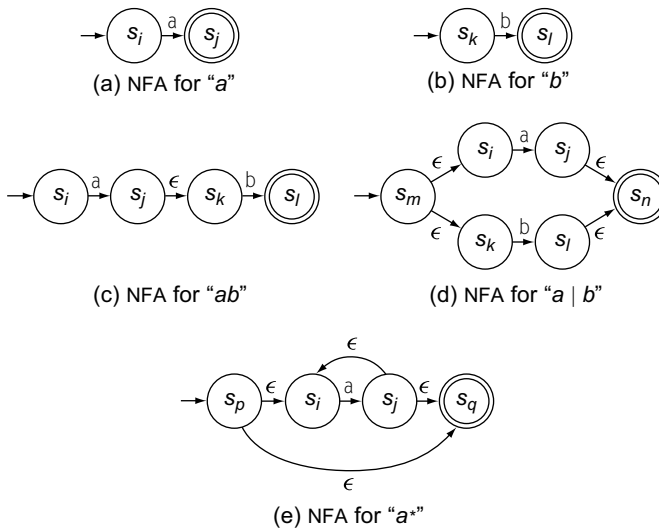 a
s_i s_j
(a) NFA for “a”
b
s_k s_l
(b) NFA for “b”
a ϵ b
s_i s_j s_k s_l
(c) NFA for “ab”
ϵ s_i a s_j ϵ
s_m s_n
ϵ s_k b s_l ϵ
(d) NFA for “a | b”
ϵ
s_p ϵ s_i a s_j ϵ s_q
ϵ
(e) NFA for “a*”